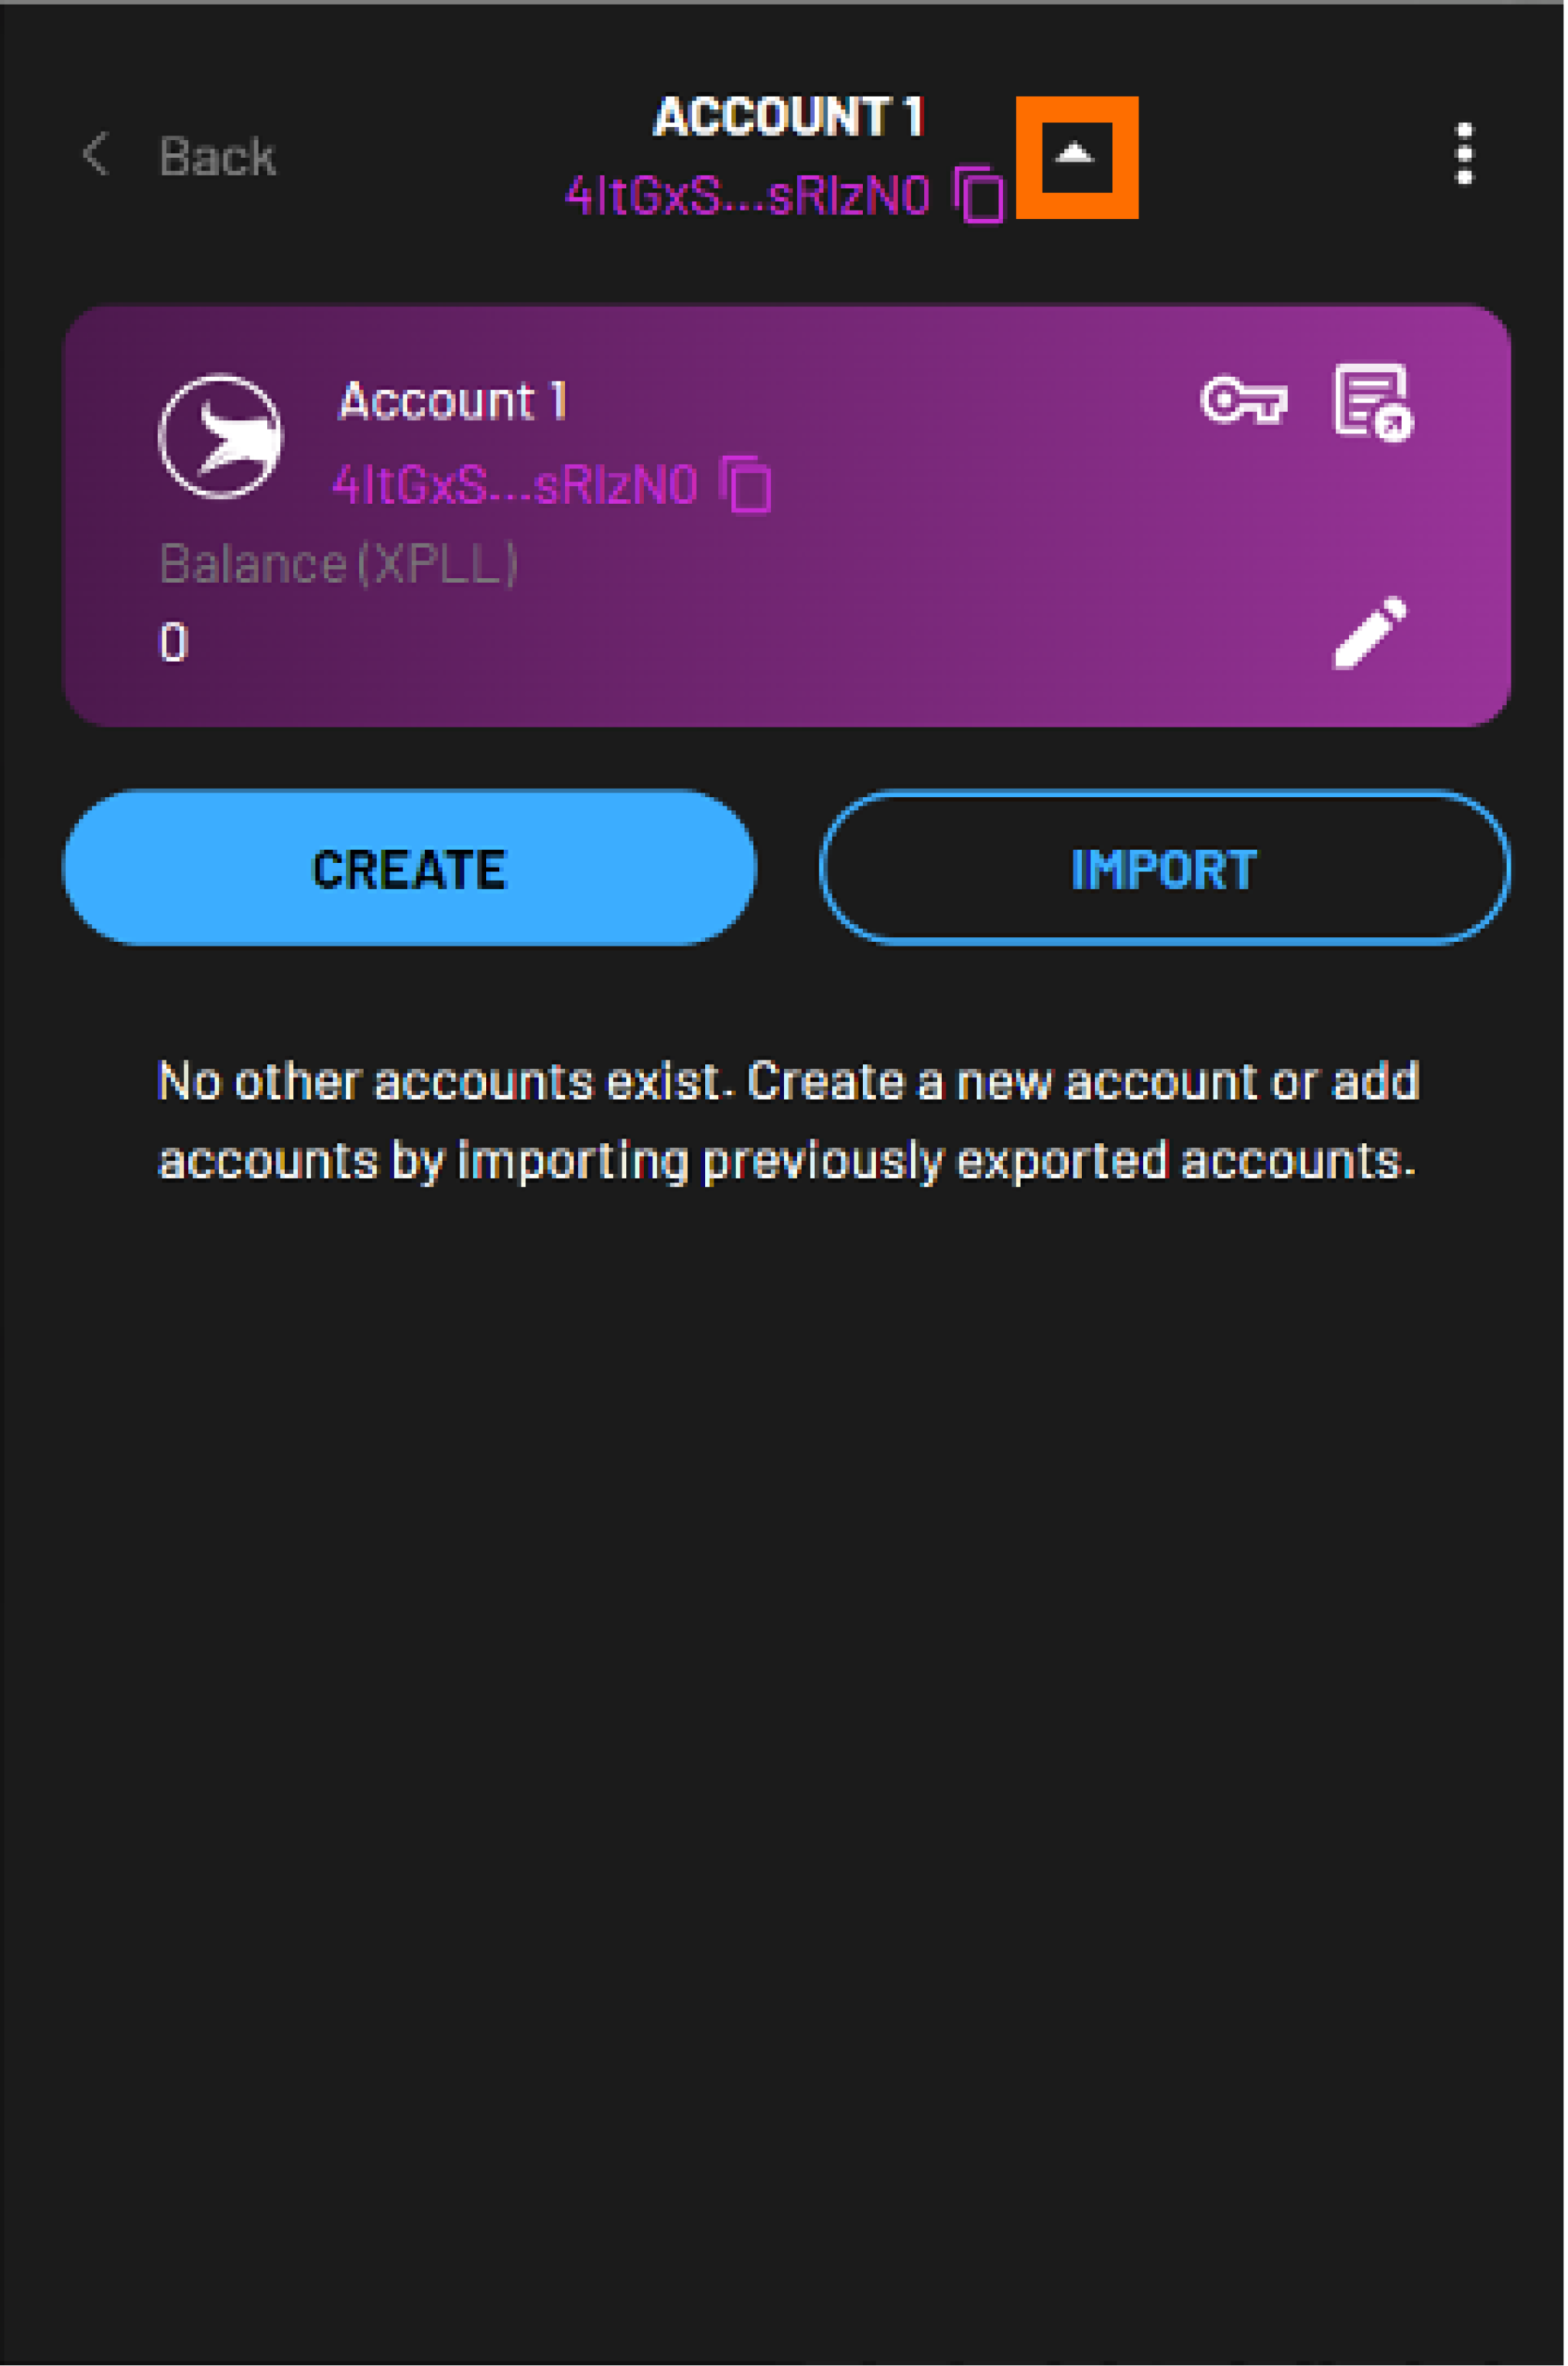 Back
ACCOUNT 1
4ItGxS...sRIzN0
Account 1
4ItGxS...sRIzN0
Balance (XPLL)
0
CREATE
IMPORT
No other accounts exist. Create a new account or add
accounts by importing previously exported accounts.